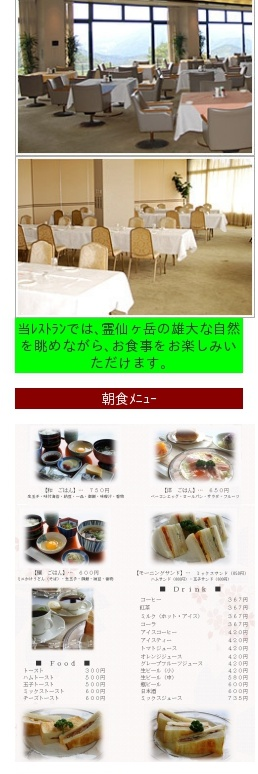 当ﾚｽﾄﾗﾝでは、霊仙ヶ岳の雄大な自然
を眺めながら、お食事をお楽しみい
ただけます。
朝食ﾒﾆｭｰ
ごはん】… 750円
【洋 ごはん】… 650円
ベーコンエッグ・ロールパン・サラダ・フルーツ
ごはん】… 600円
【モーニングサンド】…
ミックスサンド
ハムサンド
玉子サンド
■ Drink ■
コーヒー 367円
紅茶 367円
ミルク（ホット・アイス） 367円
コーラ 367円
アイスコーヒー 420円
アイスティー 420円
トマトジュース 420円
オレンジジュース 420円
グレープフルーツジュース 420円
生ビール（小） 420円
生ビール（中） 580円
瓶ビール 600円
日本酒 600円
ミックスジュース 735円
■ Food ■
トースト 300円
ハムトースト 500円
玉子トースト 500円
ミックストースト 600円
チーズトースト 600円